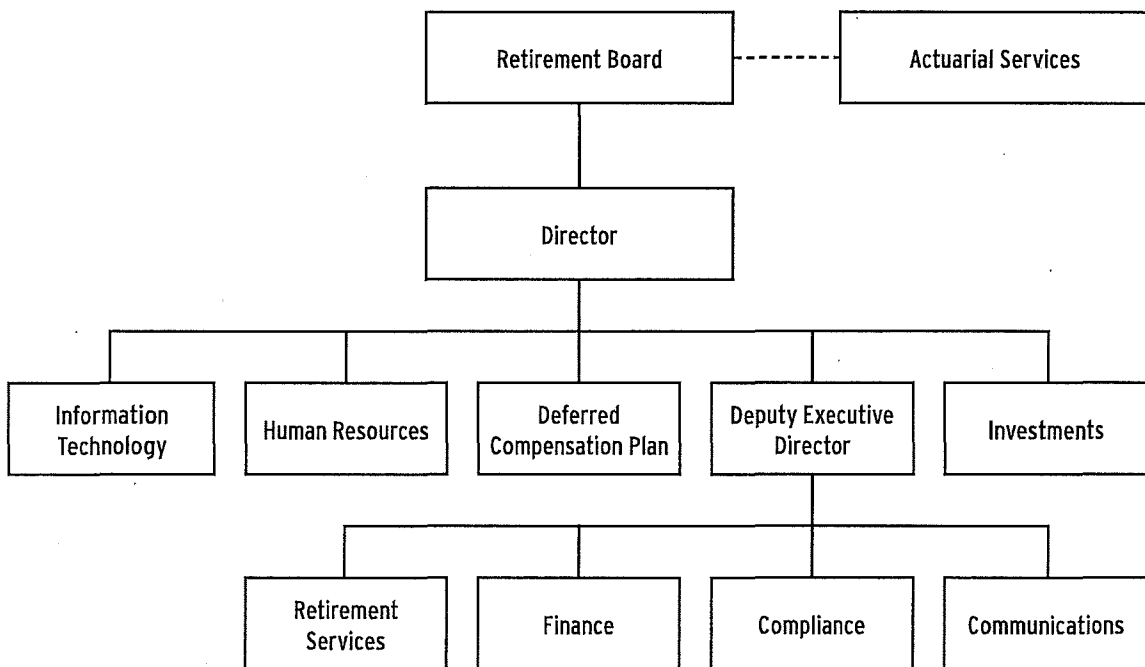 Retirement Board
Actuarial Services
Director
Information
Technology
Human Resources
Deferred
Compensation Plan
Deputy Executive
Director
Investments
Retirement
Services
Finance
Compliance
Communications